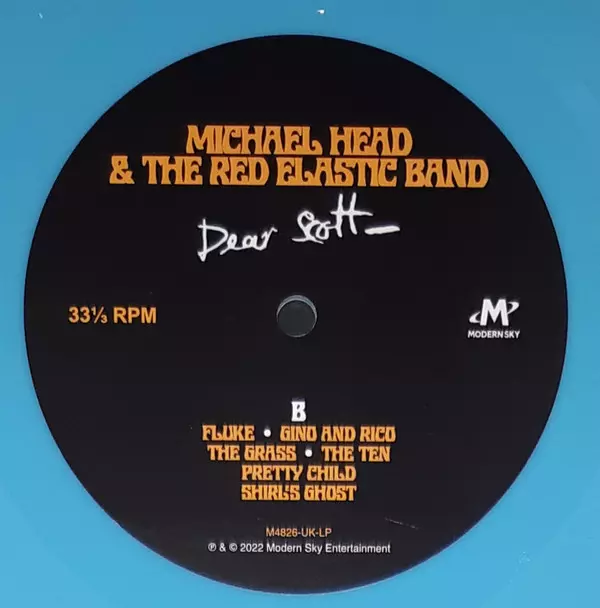 MICHAEL HEAD
& THE RED ELASTIC BAND
Dear Scott_
33⅓ RPM
M
MODERN SKY
B
FLUKE • GINO AND RICO
THE GRASS • THE TEN
PRETTY CHILD
SHIRL'S GHOST
M4826-UK-LP
℗ & © 2022 Modern Sky Entertainment